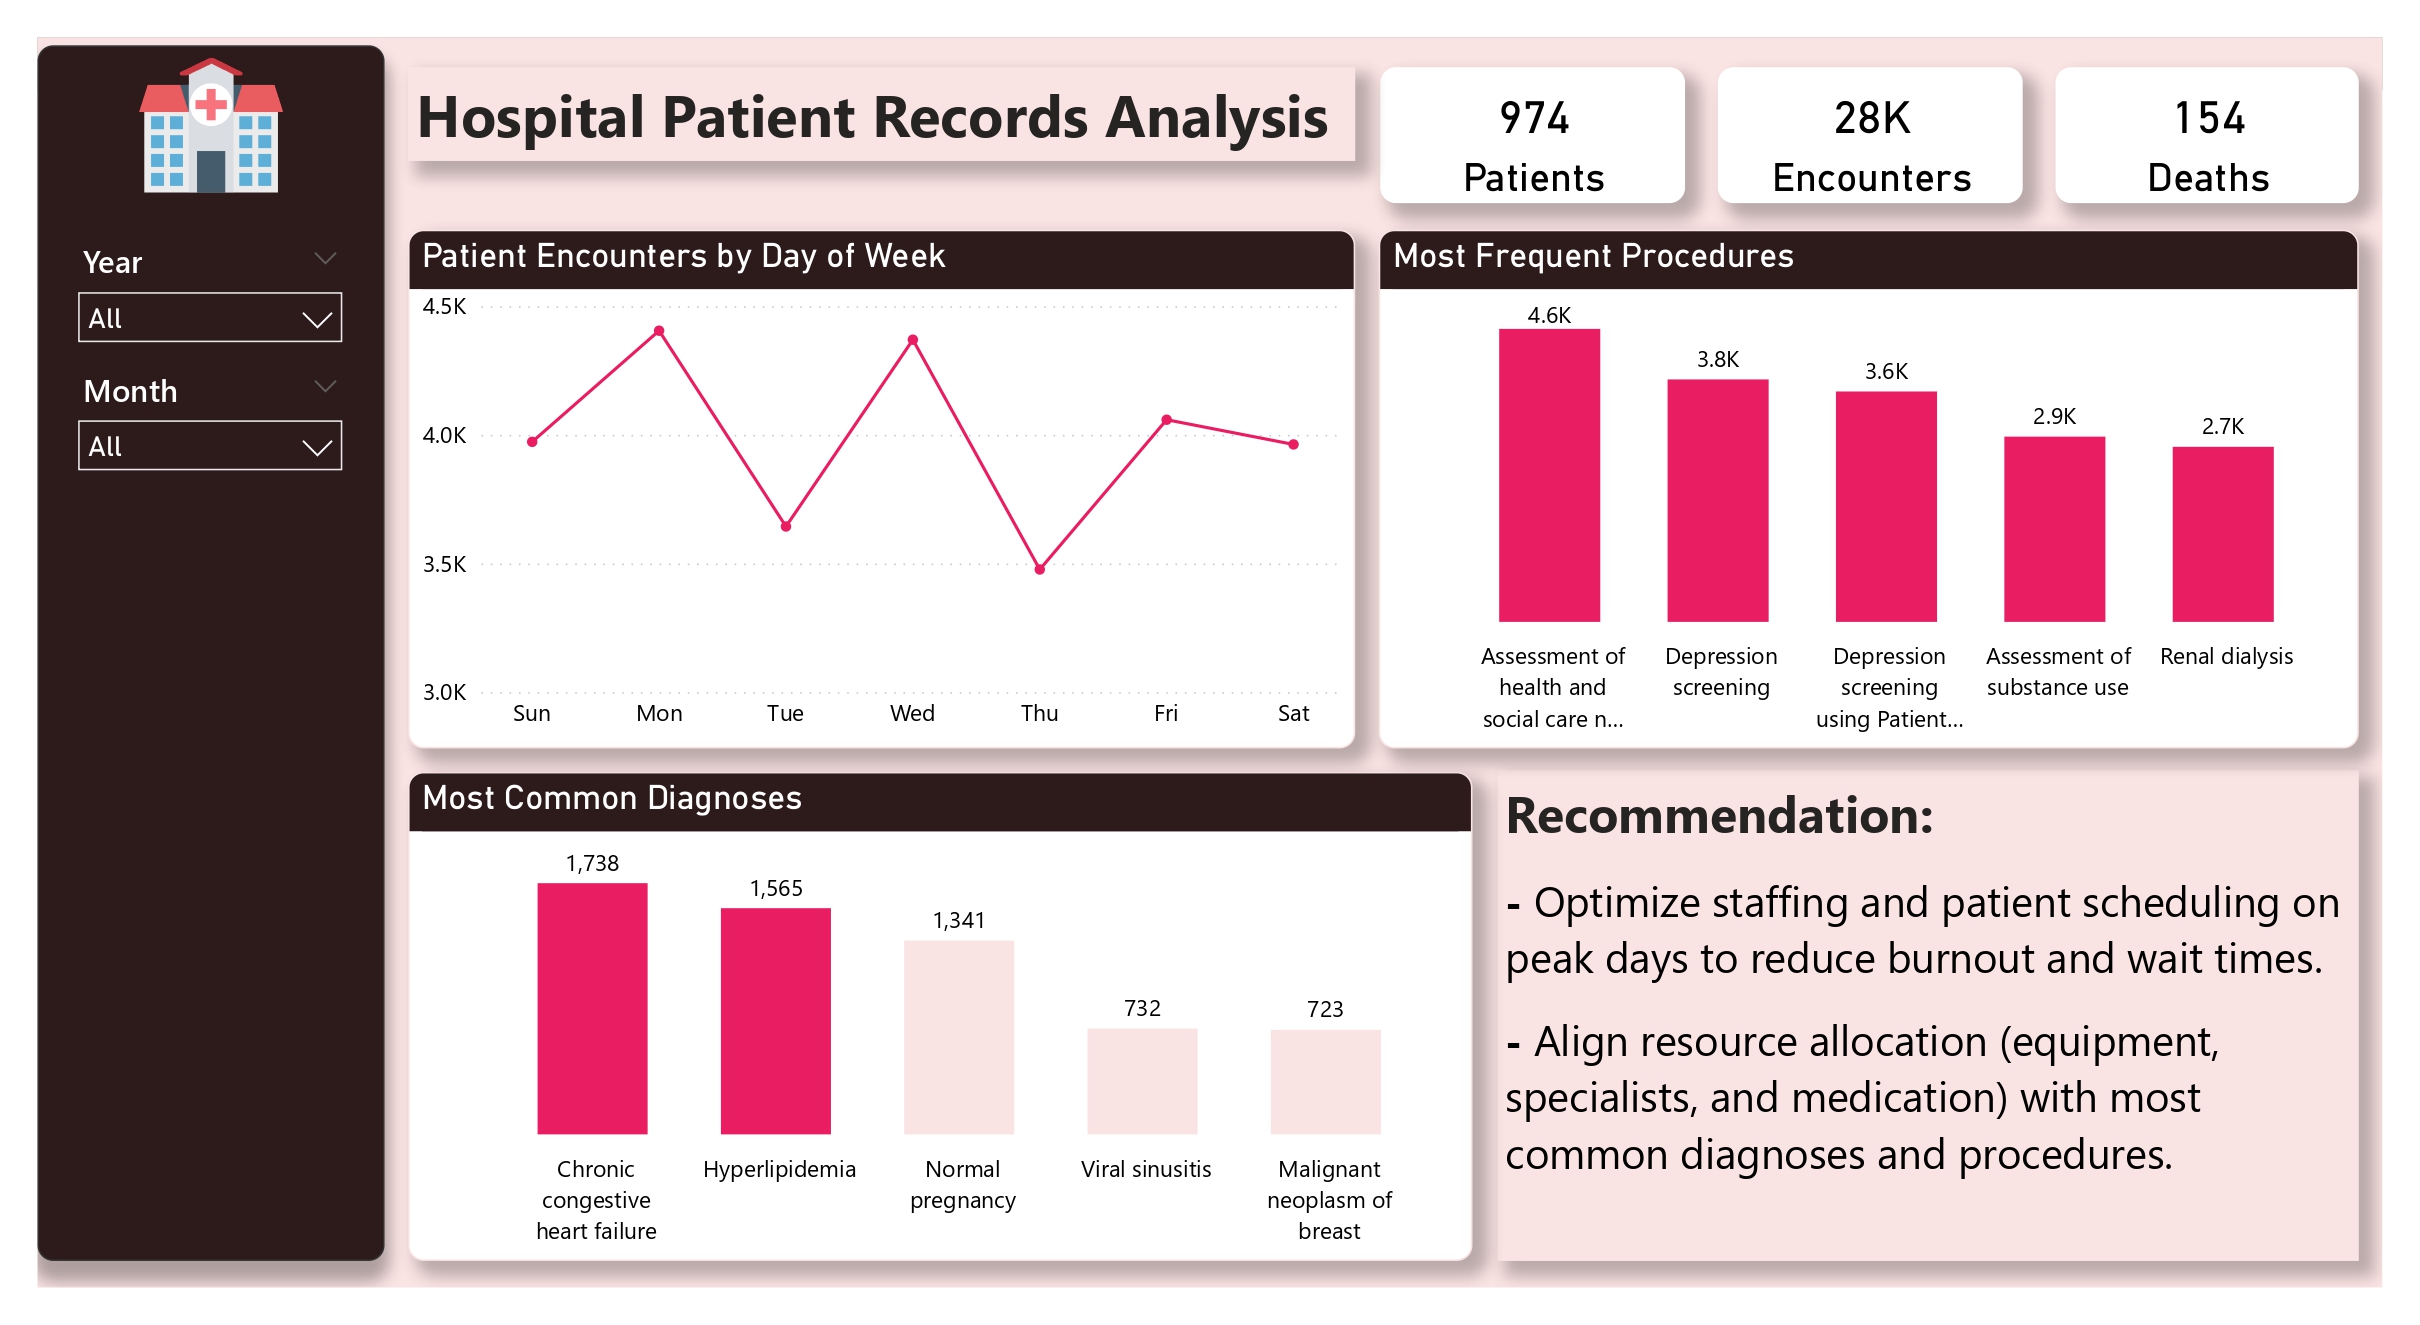 Hospital Patient Records Analysis
974
Patients
28K
Encounters
154
Deaths
Year
All
Month
All
Patient Encounters by Day of Week
4.5K
4.0K
3.5K
3.0K
Sun Mon Tue Wed Thu Fri Sat
Most Frequent Procedures
4.6K
3.8K
3.6K
2.9K
2.7K
Assessment of
health and
social care n...
Depression
screening
Depression
screening
using Patient...
Assessment of
substance use
Renal dialysis
Most Common Diagnoses
1,738
1,565
1,341
732
723
Chronic
congestive
heart failure
Hyperlipidemia
Normal
pregnancy
Viral sinusitis
Malignant
neoplasm of
breast
Recommendation:
- Optimize staffing and patient scheduling on
peak days to reduce burnout and wait times.
- Align resource allocation (equipment,
specialists, and medication) with most
common diagnoses and procedures.